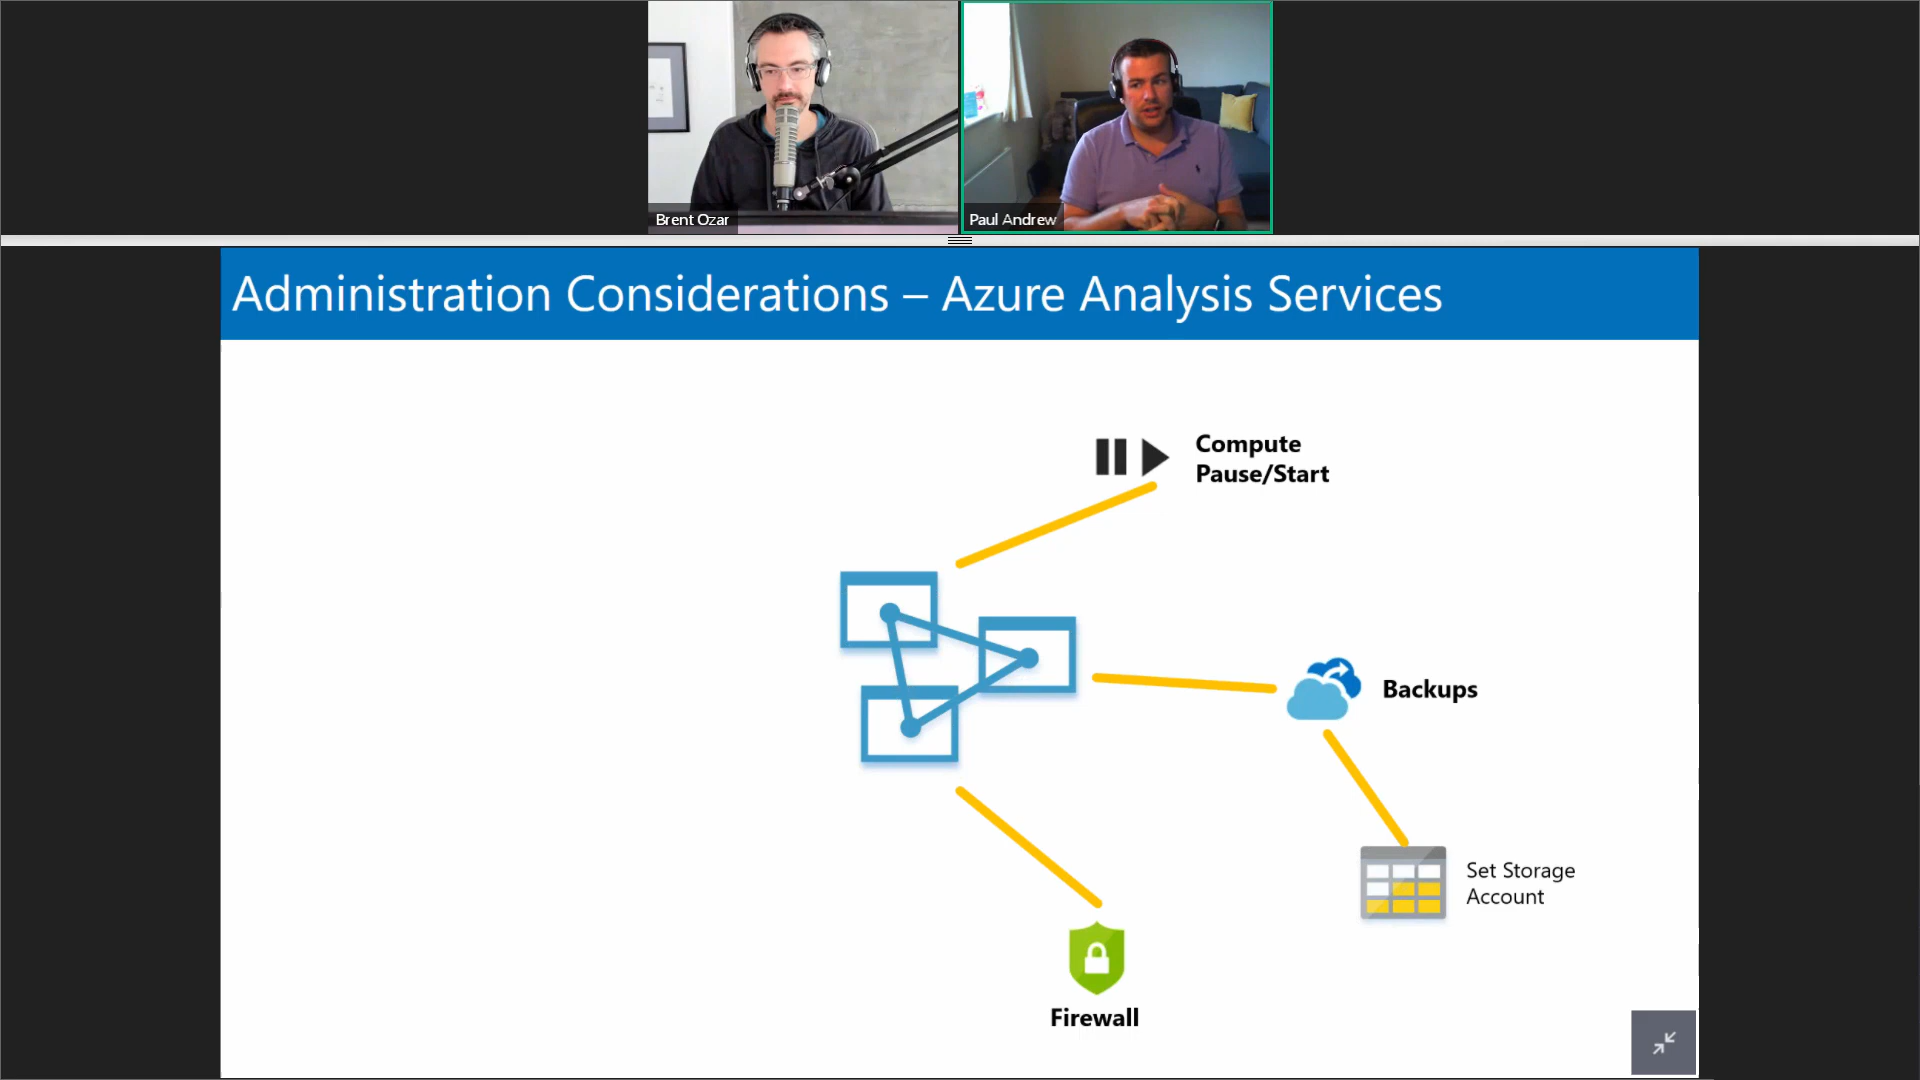 Brent Ozar
Paul Andrew
Administration Considerations – Azure Analysis Services
Compute
Pause/Start
Backups
Set Storage
Account
Firewall